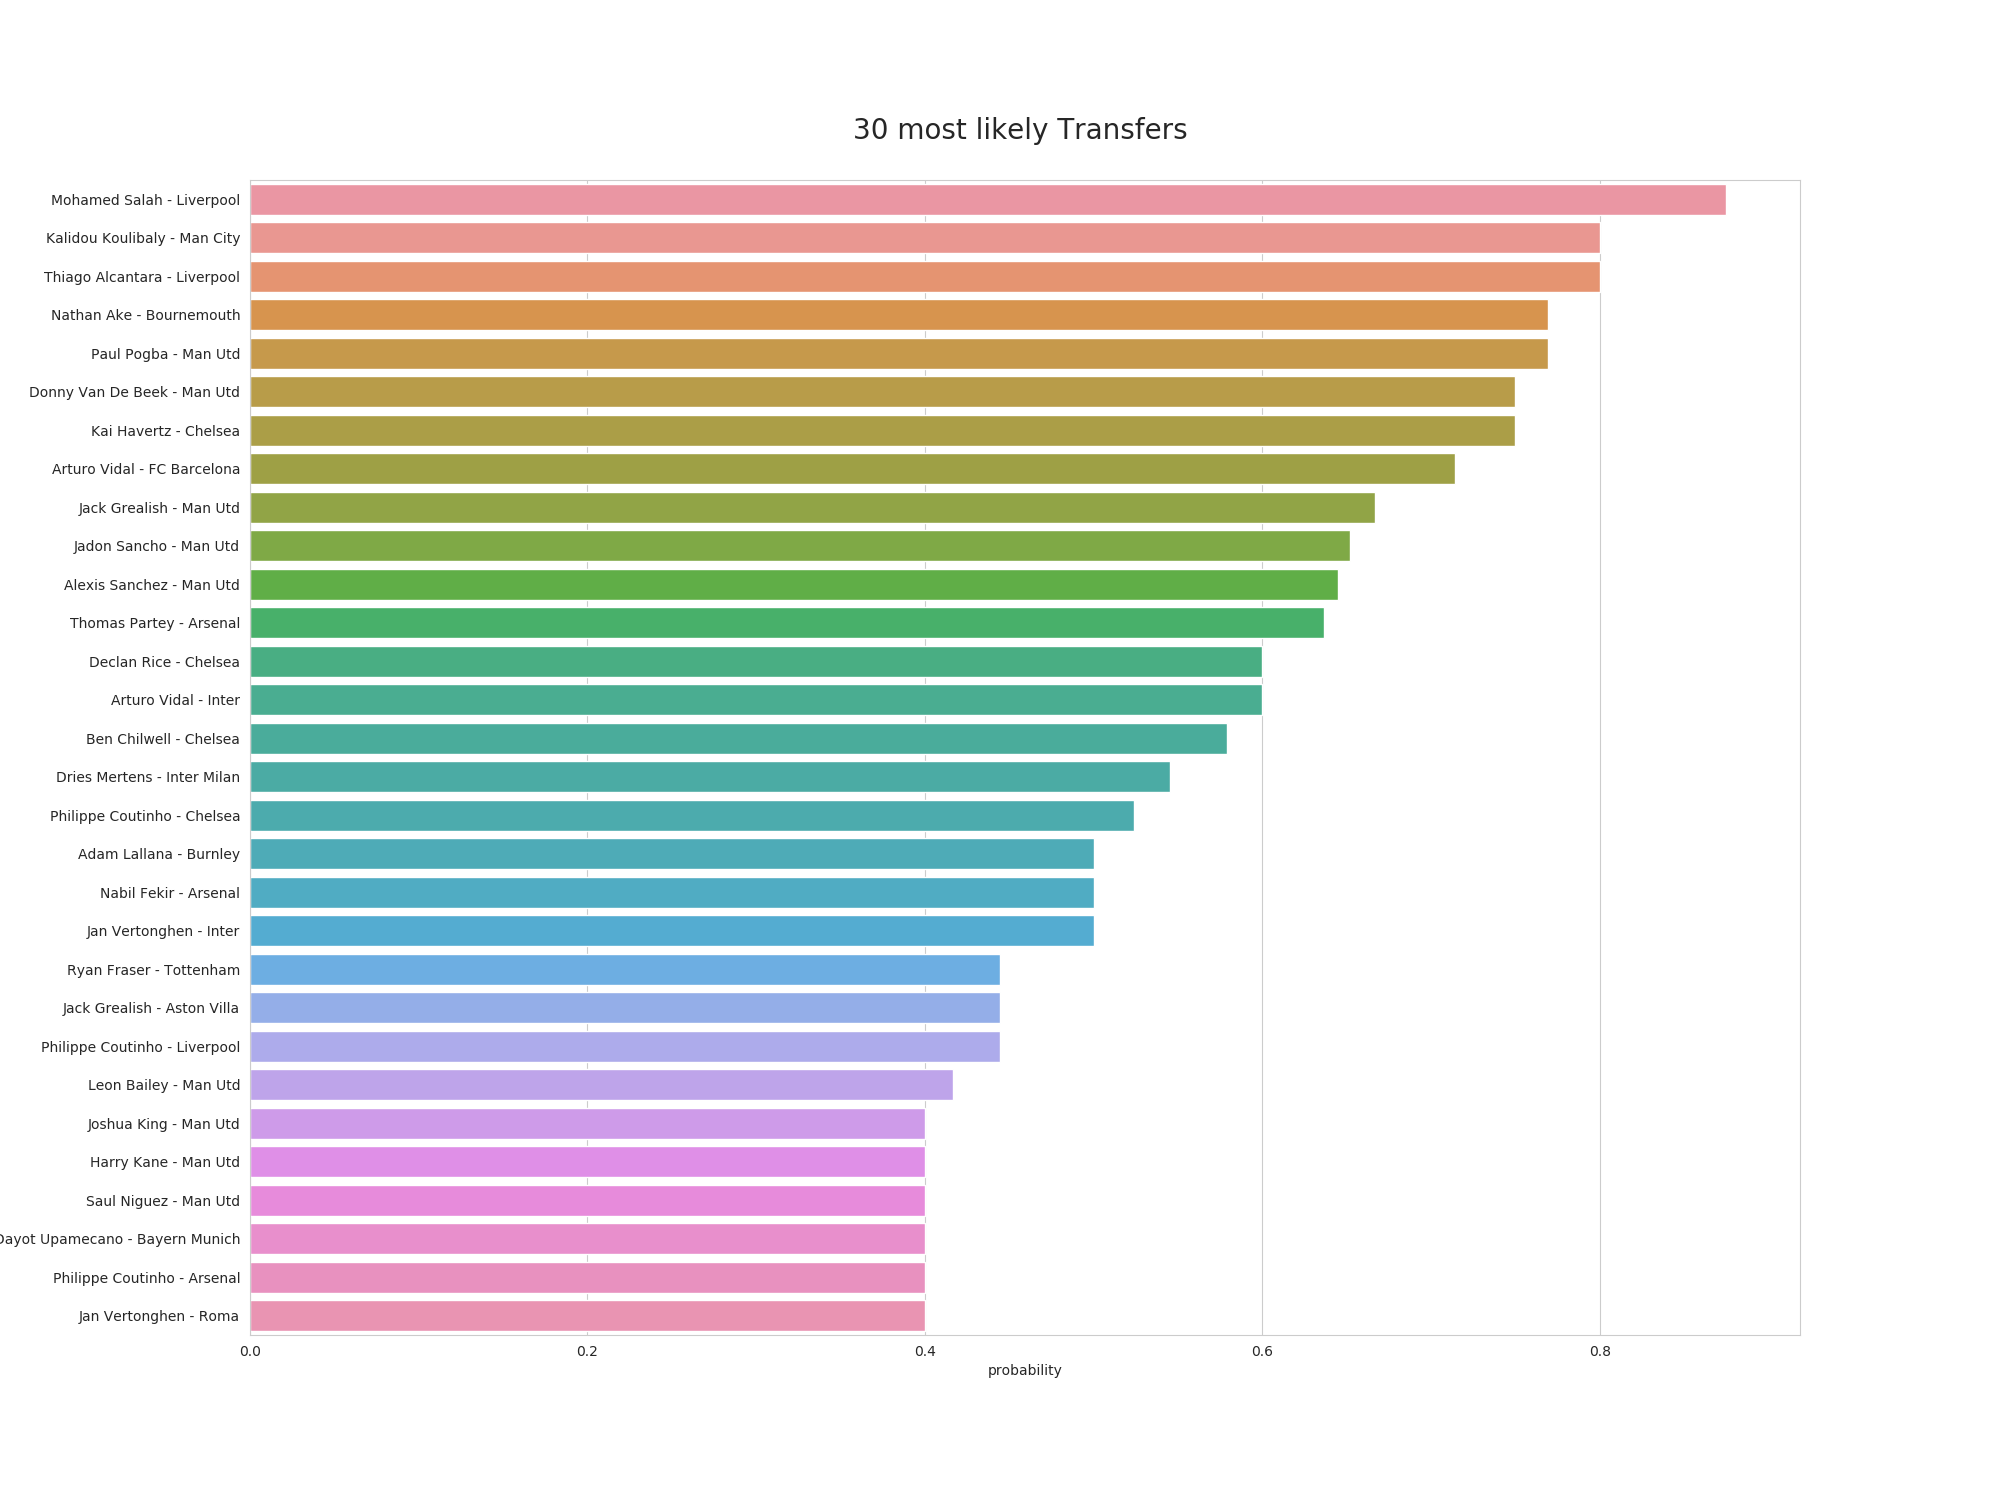 30 most likely Transfers
Mohamed Salah - Liverpool
Kalidou Koulibaly - Man City
Thiago Alcantara - Liverpool
Nathan Ake - Bournemouth
Paul Pogba - Man Utd
Donny Van De Beek - Man Utd
Kai Havertz - Chelsea
Arturo Vidal - FC Barcelona
Jack Grealish - Man Utd
Jadon Sancho - Man Utd
Alexis Sanchez - Man Utd
Thomas Partey - Arsenal
Declan Rice - Chelsea
Arturo Vidal - Inter
Ben Chilwell - Chelsea
Dries Mertens - Inter Milan
Philippe Coutinho - Chelsea
Adam Lallana - Burnley
Nabil Fekir - Arsenal
Jan Vertonghen - Inter
Ryan Fraser - Tottenham
Jack Grealish - Aston Villa
Philippe Coutinho - Liverpool
Leon Bailey - Man Utd
Joshua King - Man Utd
Harry Kane - Man Utd
Saul Niguez - Man Utd
Dayot Upamecano - Bayern Munich
Philippe Coutinho - Arsenal
Jan Vertonghen - Roma
0.0 0.2 0.4 0.6 0.8
probability